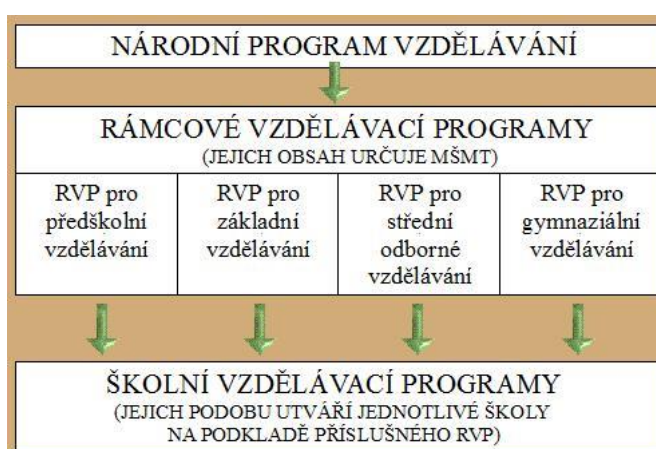 NÁRODNÍ PROGRAM VZDĚLÁVÁNÍ
RÁMCOVÉ VZDĚLÁVACÍ PROGRAMY
(JEJICH OBSAH URČUJE MŠMT)
RVP pro
předškolní
vzdělávání
RVP pro
základní
vzdělávání
RVP pro
střední
odborné
vzdělávání
RVP pro
gymnaziální
vzdělávání
ŠKOLNÍ VZDĚLÁVACÍ PROGRAMY
(JEJICH PODOBU UTVÁŘÍ JEDNOTLIVÉ ŠKOLY
NA PODKLADĚ PŘÍSLUŠNÉHO RVP)